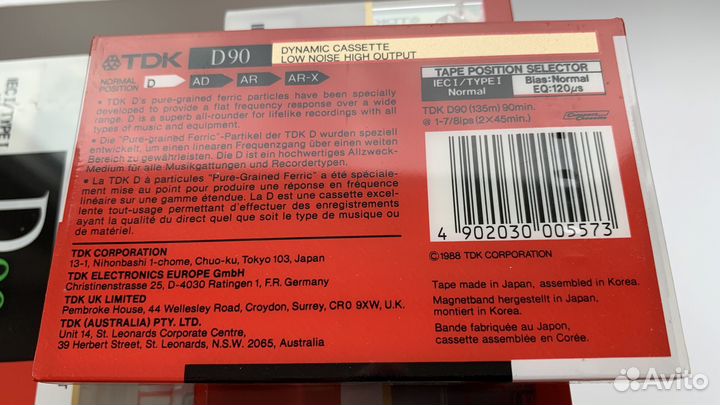 TDK D90 DYNAMIC CASSETTE
LOW NOISE HIGH OUTPUT
NORMAL POSITION D AD AR AR-X
TAPE POSITION SELECTOR
IEC I/TYPE I Normal Bias: Normal EQ: 120μs
• TDK D's pure-grained ferric particles have been specially
developed to provide a flat frequency response over a wide
range. D is a super all-rounder for lifelike recordings with all
types of music and equipment.
• Die "Pure-Grained Ferric"-Partikel der TDK D wurden speziell
entwickelt, um einen linearen Frequenzgang über einen weiten
Bereich zu gewährleisten. Die D ist ein hochwertiges Allzweck-
Medium für alle Musikgattungen und Recordertypen.
• La TDK D à particules "Pure-Grained Ferric" a été spéciale-
ment mise au point pour produire une réponse en fréquence
linéaire sur une gamme étendue. La D est une cassette excel-
lente tout-usage permettant d'effectuer des enregistrements
ayant la qualité du direct quel que soit le type de musique ou
de matériel.
TDK D90 (135m) 90min.
@ 1-7/8ips (2×45min.)
Compact Cassette
4 902030 005573
© 1988 TDK CORPORATION
TDK CORPORATION
13-1, Nihonbashi 1-chome, Chuo-ku, Tokyo 103, Japan
TDK ELECTRONICS EUROPE GmbH
Christinenstrasse 25, D-4030 Ratingen 1, F.R. Germany
TDK UK LIMITED
Pembroke House, 44 Wellesley Road, Croydon, Surrey, CR0 9XW, U.K.
TDK (AUSTRALIA) PTY. LTD.
Unit 14, St. Leonards Corporate Centre,
39 Herbert Street, St. Leonards, N.S.W. 2065, Australia
Tape made in Japan, assembled in Korea.
Magnetband hergestellt in Japan,
montiert in Korea.
Bande fabriquée au Japon,
cassette assemblée en Corée.
IEC I/TYPE I
D
Avito